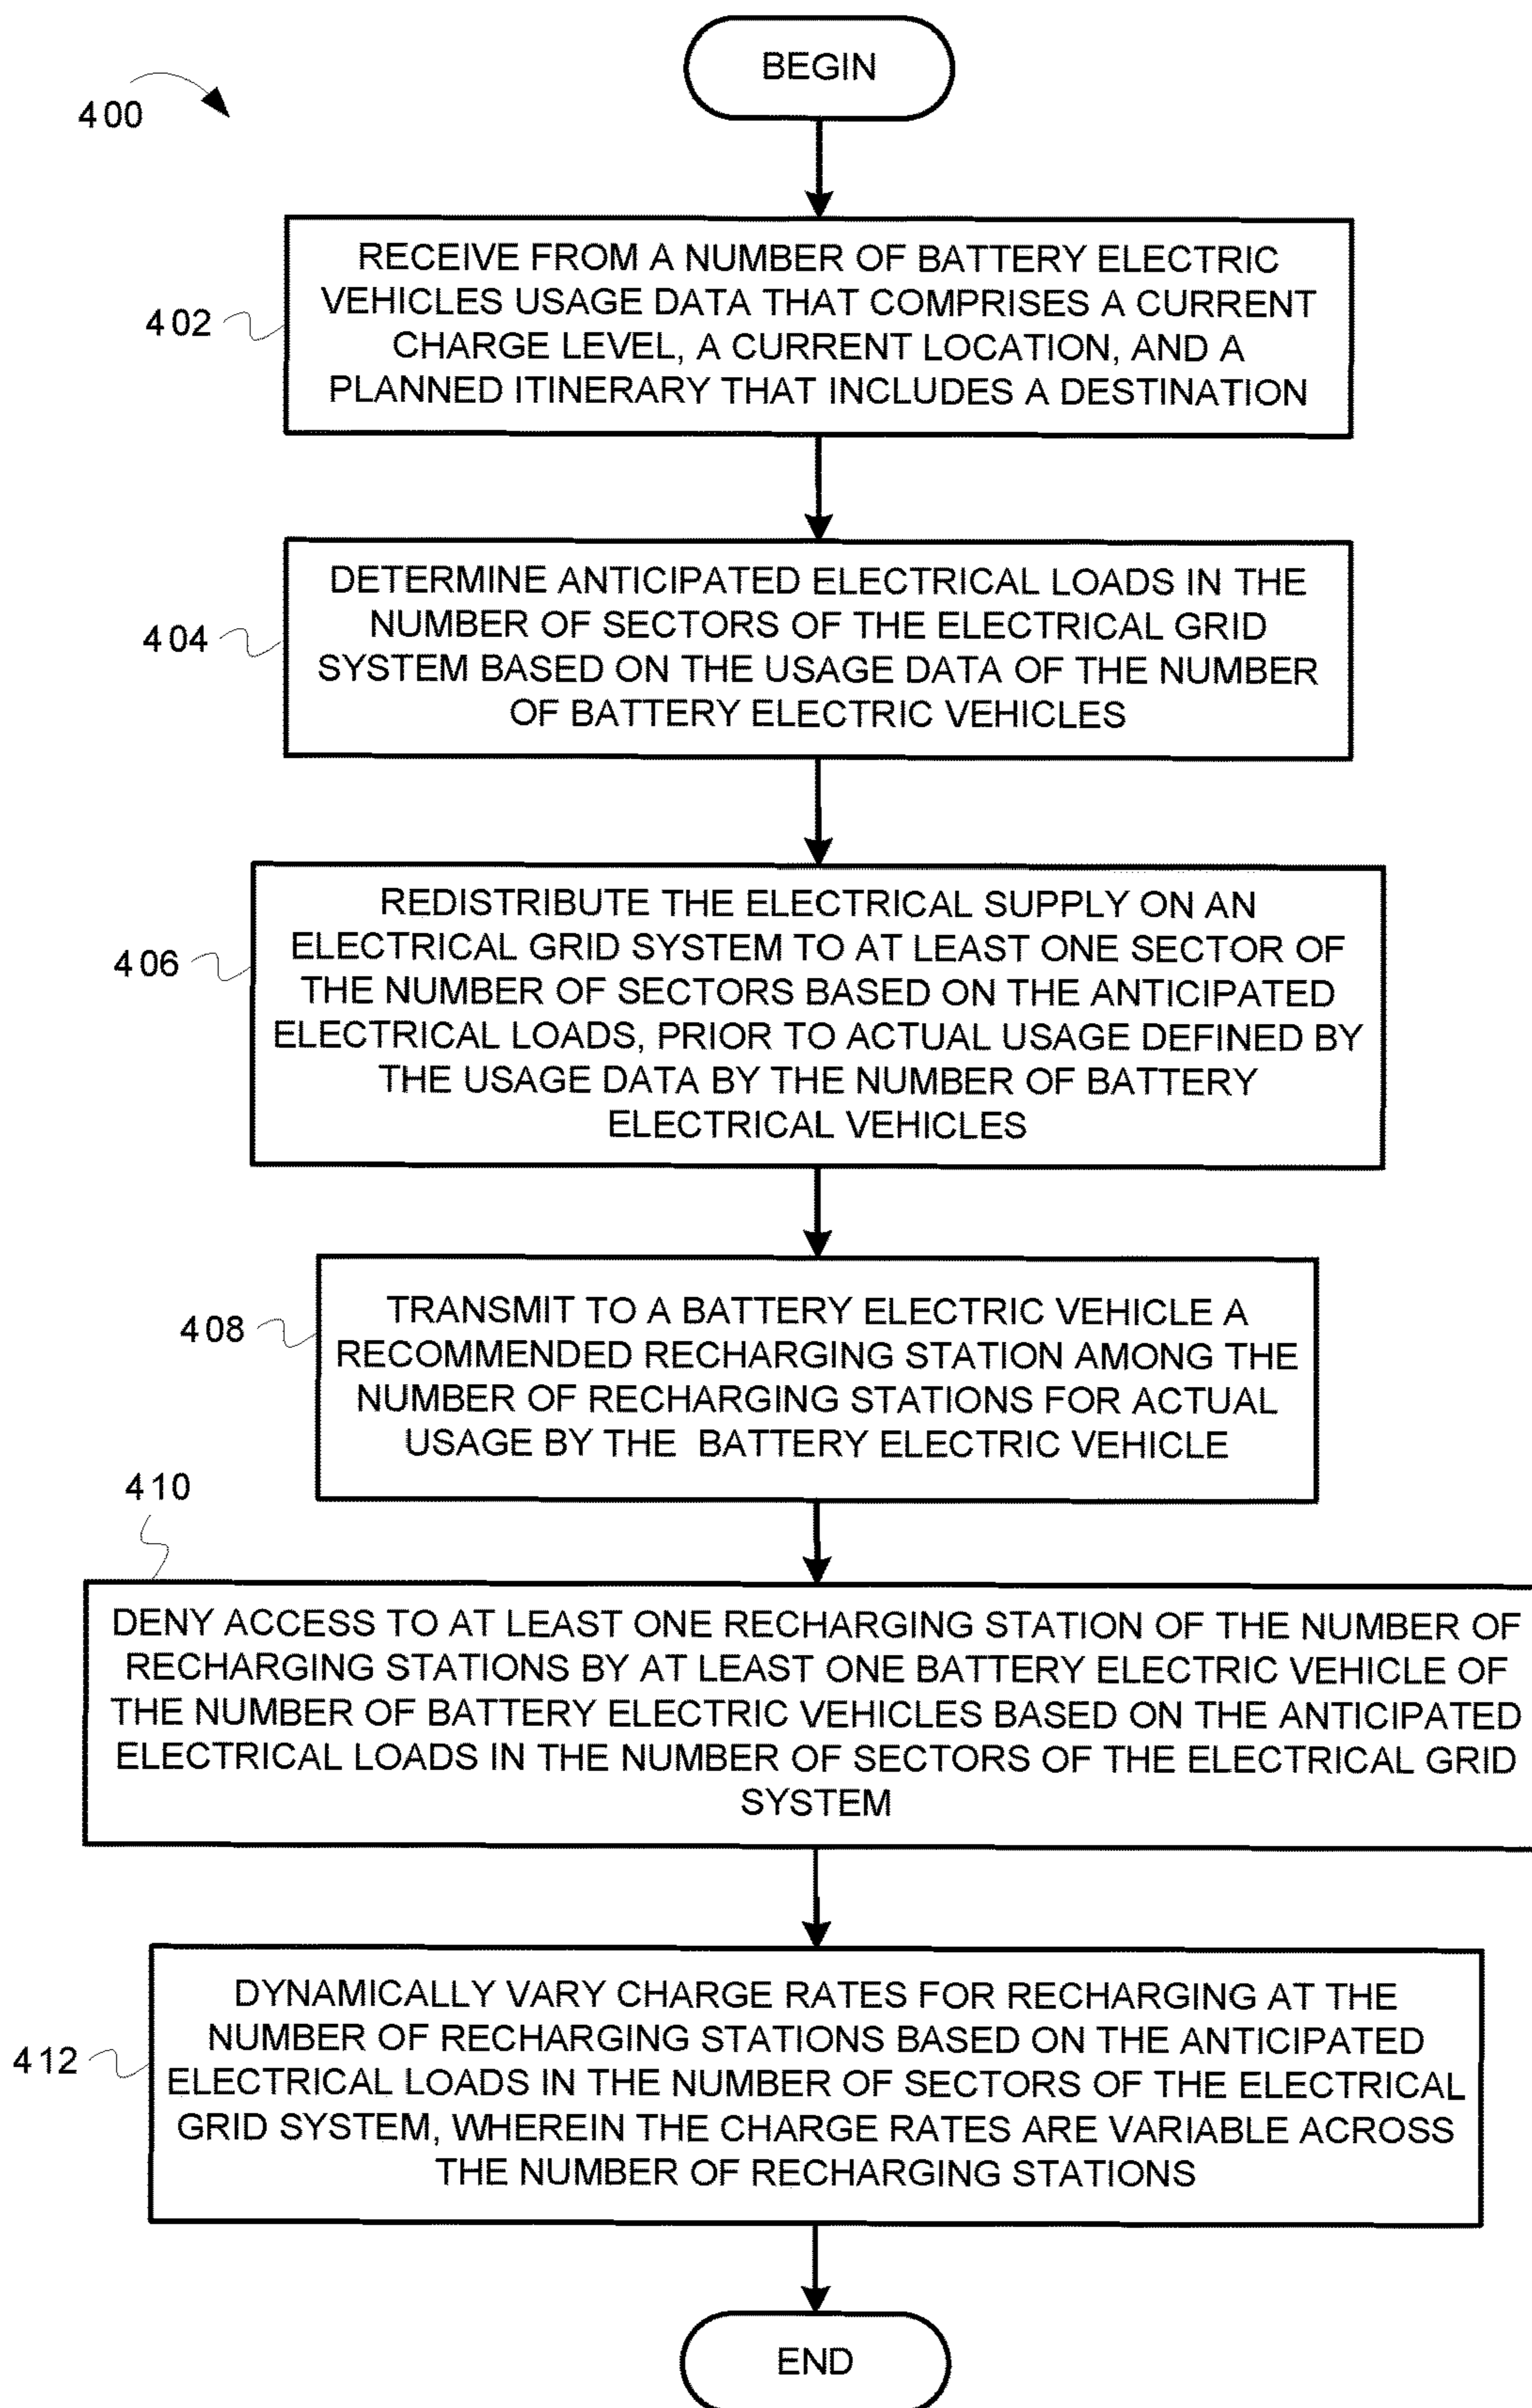 BEGIN
400
RECEIVE FROM A NUMBER OF BATTERY ELECTRIC
VEHICLES USAGE DATA THAT COMPRISES A CURRENT
CHARGE LEVEL, A CURRENT LOCATION, AND A
PLANNED ITINERARY THAT INCLUDES A DESTINATION
402
DETERMINE ANTICIPATED ELECTRICAL LOADS IN THE
NUMBER OF SECTORS OF THE ELECTRICAL GRID
SYSTEM BASED ON THE USAGE DATA OF THE NUMBER
OF BATTERY ELECTRIC VEHICLES
404
REDISTRIBUTE THE ELECTRICAL SUPPLY ON AN
ELECTRICAL GRID SYSTEM TO AT LEAST ONE SECTOR OF
THE NUMBER OF SECTORS BASED ON THE ANTICIPATED
ELECTRICAL LOADS, PRIOR TO ACTUAL USAGE DEFINED BY
THE USAGE DATA BY THE NUMBER OF BATTERY
ELECTRICAL VEHICLES
406
TRANSMIT TO A BATTERY ELECTRIC VEHICLE A
RECOMMENDED RECHARGING STATION AMONG THE
NUMBER OF RECHARGING STATIONS FOR ACTUAL
USAGE BY THE BATTERY ELECTRIC VEHICLE
408
410
DENY ACCESS TO AT LEAST ONE RECHARGING STATION OF THE NUMBER OF
RECHARGING STATIONS BY AT LEAST ONE BATTERY ELECTRIC VEHICLE OF
THE NUMBER OF BATTERY ELECTRIC VEHICLES BASED ON THE ANTICIPATED
ELECTRICAL LOADS IN THE NUMBER OF SECTORS OF THE ELECTRICAL GRID
SYSTEM
DYNAMICALLY VARY CHARGE RATES FOR RECHARGING AT THE
NUMBER OF RECHARGING STATIONS BASED ON THE ANTICIPATED
ELECTRICAL LOADS IN THE NUMBER OF SECTORS OF THE ELECTRICAL
GRID SYSTEM, WHEREIN THE CHARGE RATES ARE VARIABLE ACROSS
THE NUMBER OF RECHARGING STATIONS
412
END